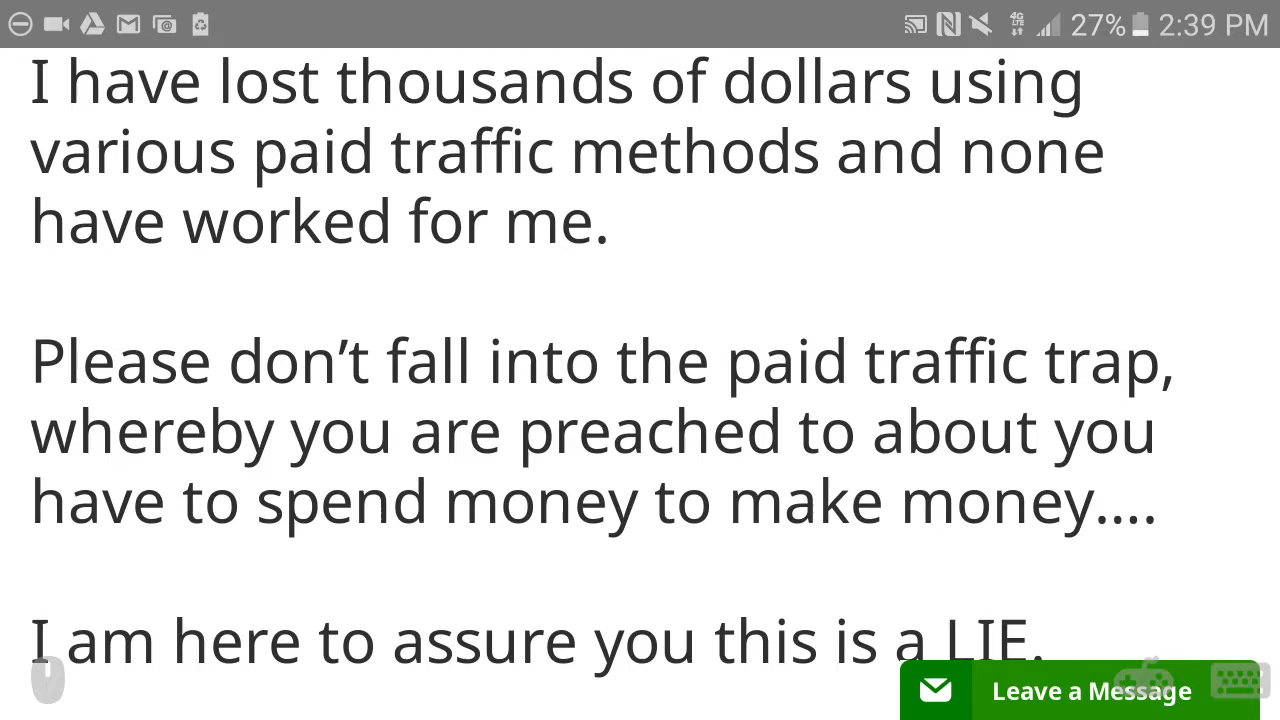 27% 2:39 PM
I have lost thousands of dollars using
various paid traffic methods and none
have worked for me.
Please don’t fall into the paid traffic trap,
whereby you are preached to about you
have to spend money to make money....
I am here to assure you this is a LIE.
Leave a Message